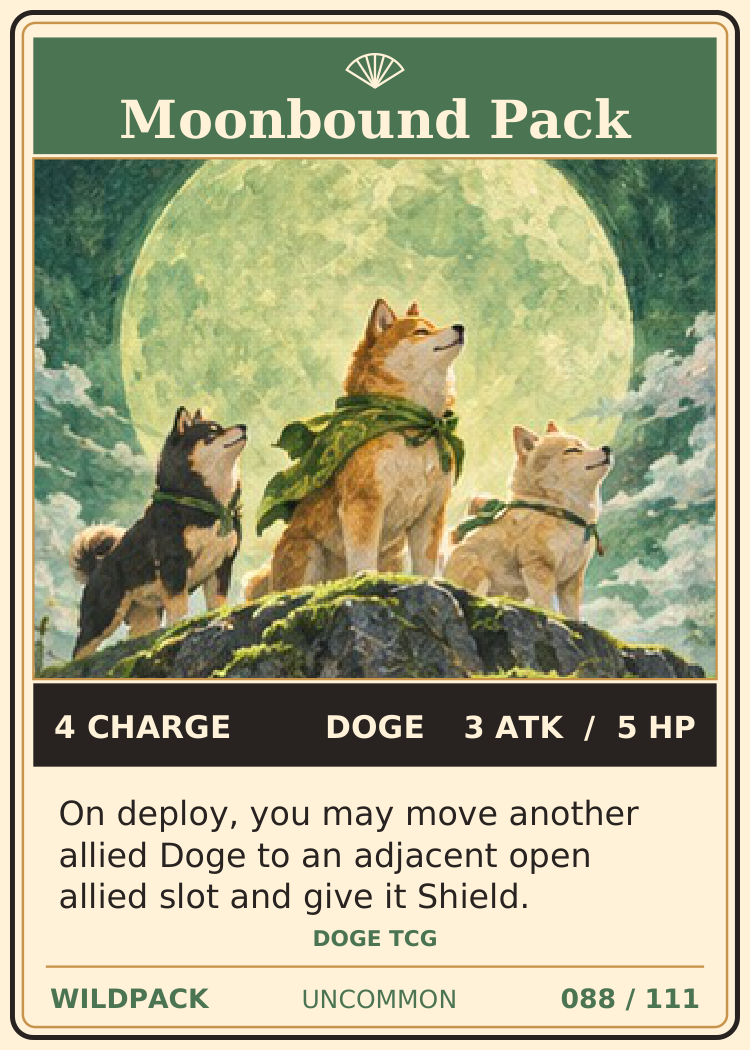 Moonbound Pack
4 CHARGE DOGE 3 ATK / 5 HP
On deploy, you may move another
allied Doge to an adjacent open
allied slot and give it Shield.
DOGE TCG
WILDPACK UNCOMMON 088 / 111